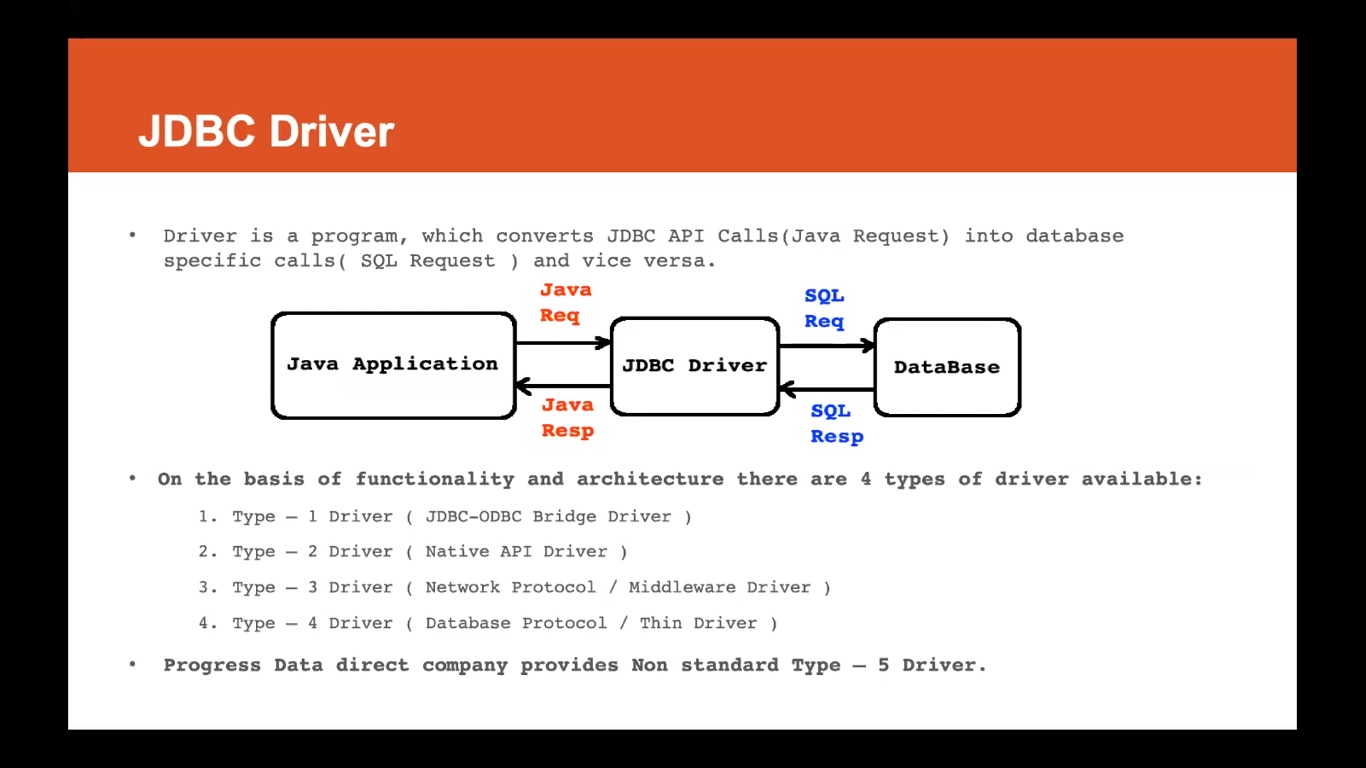 JDBC Driver
• Driver is a program, which converts JDBC API Calls(Java Request) into database
specific calls( SQL Request ) and vice versa.
Java
Req
SQL
Req
Java Application
JDBC Driver
DataBase
Java
Resp
SQL
Resp
• On the basis of functionality and architecture there are 4 types of driver available:
1. Type – 1 Driver ( JDBC-ODBC Bridge Driver )
2. Type – 2 Driver ( Native API Driver )
3. Type – 3 Driver ( Network Protocol / Middleware Driver )
4. Type – 4 Driver ( Database Protocol / Thin Driver )
• Progress Data direct company provides Non standard Type – 5 Driver.